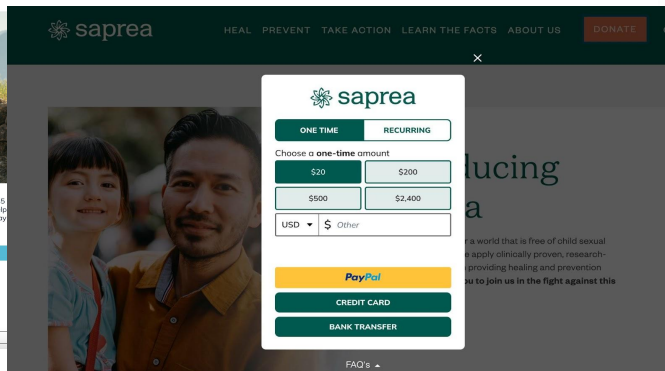 saprea
HEAL PREVENT TAKE ACTION LEARN THE FACTS ABOUT US DONATE
×
saprea
ONE TIME RECURRING
Choose a one-time amount
$20 $200
$500 $2,400
USD $ Other
PayPal
CREDIT CARD
BANK TRANSFER
FAQ's
ducing
a
r a world that is free of child sexual
e apply clinically proven, research-
providing healing and prevention
ou to join us in the fight against this
5
lp
ay